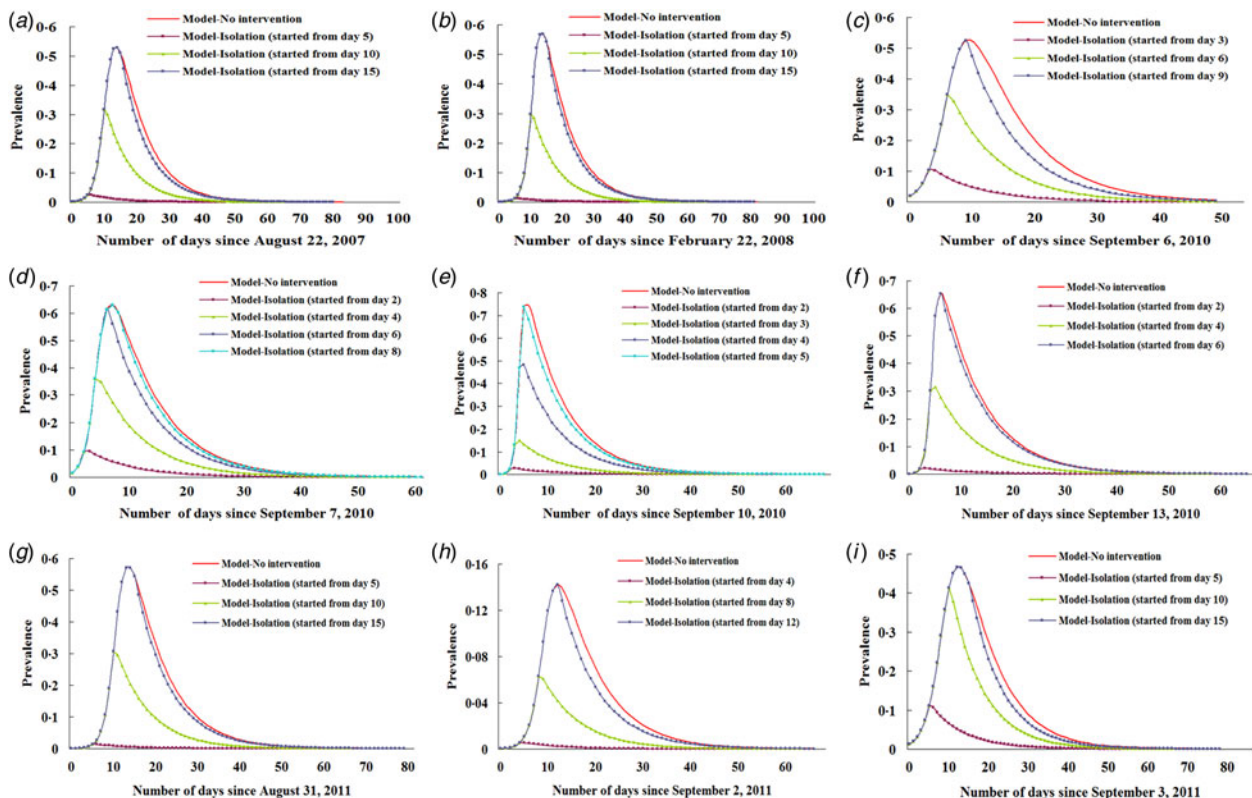 (a)
Model-No intervention
Model-Isolation (started from day 5)
Model-Isolation (started from day 10)
Model-Isolation (started from day 15)
Prevalence
0·6
0·5
0·4
0·3
0·2
0·1
0
0 10 20 30 40 50 60 70 80 90 100
Number of days since August 22, 2007
(b)
Model-No intervention
Model-Isolation (started from day 5)
Model-Isolation (started from day 10)
Model-Isolation (started from day 15)
Prevalence
0·6
0·5
0·4
0·3
0·2
0·1
0
0 10 20 30 40 50 60 70 80 90 100
Number of days since February 22, 2008
(c)
Model-No intervention
Model-Isolation (started from day 3)
Model-Isolation (started from day 6)
Model-Isolation (started from day 9)
Prevalence
0·6
0·5
0·4
0·3
0·2
0·1
0
0 10 20 30 40 50
Number of days since September 6, 2010
(d)
Model-No intervention
Model-Isolation (started from day 2)
Model-Isolation (started from day 4)
Model-Isolation (started from day 6)
Model-Isolation (started from day 8)
Prevalence
0·7
0·6
0·5
0·4
0·3
0·2
0·1
0
0 10 20 30 40 50 60
Number of days since September 7, 2010
(e)
Model-No intervention
Model-Isolation (started from day 2)
Model-Isolation (started from day 3)
Model-Isolation (started from day 4)
Model-Isolation (started from day 5)
Prevalence
0·8
0·7
0·6
0·5
0·4
0·3
0·2
0·1
0
0 10 20 30 40 50 60
Number of days since September 10, 2010
(f)
Model-No intervention
Model-Isolation (started from day 2)
Model-Isolation (started from day 4)
Model-Isolation (started from day 6)
Prevalence
0·7
0·6
0·5
0·4
0·3
0·2
0·1
0
0 10 20 30 40 50 60
Number of days since September 13, 2010
(g)
Model-No intervention
Model-Isolation (started from day 5)
Model-Isolation (started from day 10)
Model-Isolation (started from day 15)
Prevalence
0·6
0·5
0·4
0·3
0·2
0·1
0
0 10 20 30 40 50 60 70 80
Number of days since August 31, 2011
(h)
Model-No intervention
Model-Isolation (started from day 4)
Model-Isolation (started from day 8)
Model-Isolation (started from day 12)
Prevalence
0·16
0·12
0·08
0·04
0
0 10 20 30 40 50 60
Number of days since September 2, 2011
(i)
Model-No intervention
Model-Isolation (started from day 5)
Model-Isolation (started from day 10)
Model-Isolation (started from day 15)
Prevalence
0·5
0·4
0·3
0·2
0·1
0
0 10 20 30 40 50 60 70 80
Number of days since September 3, 2011